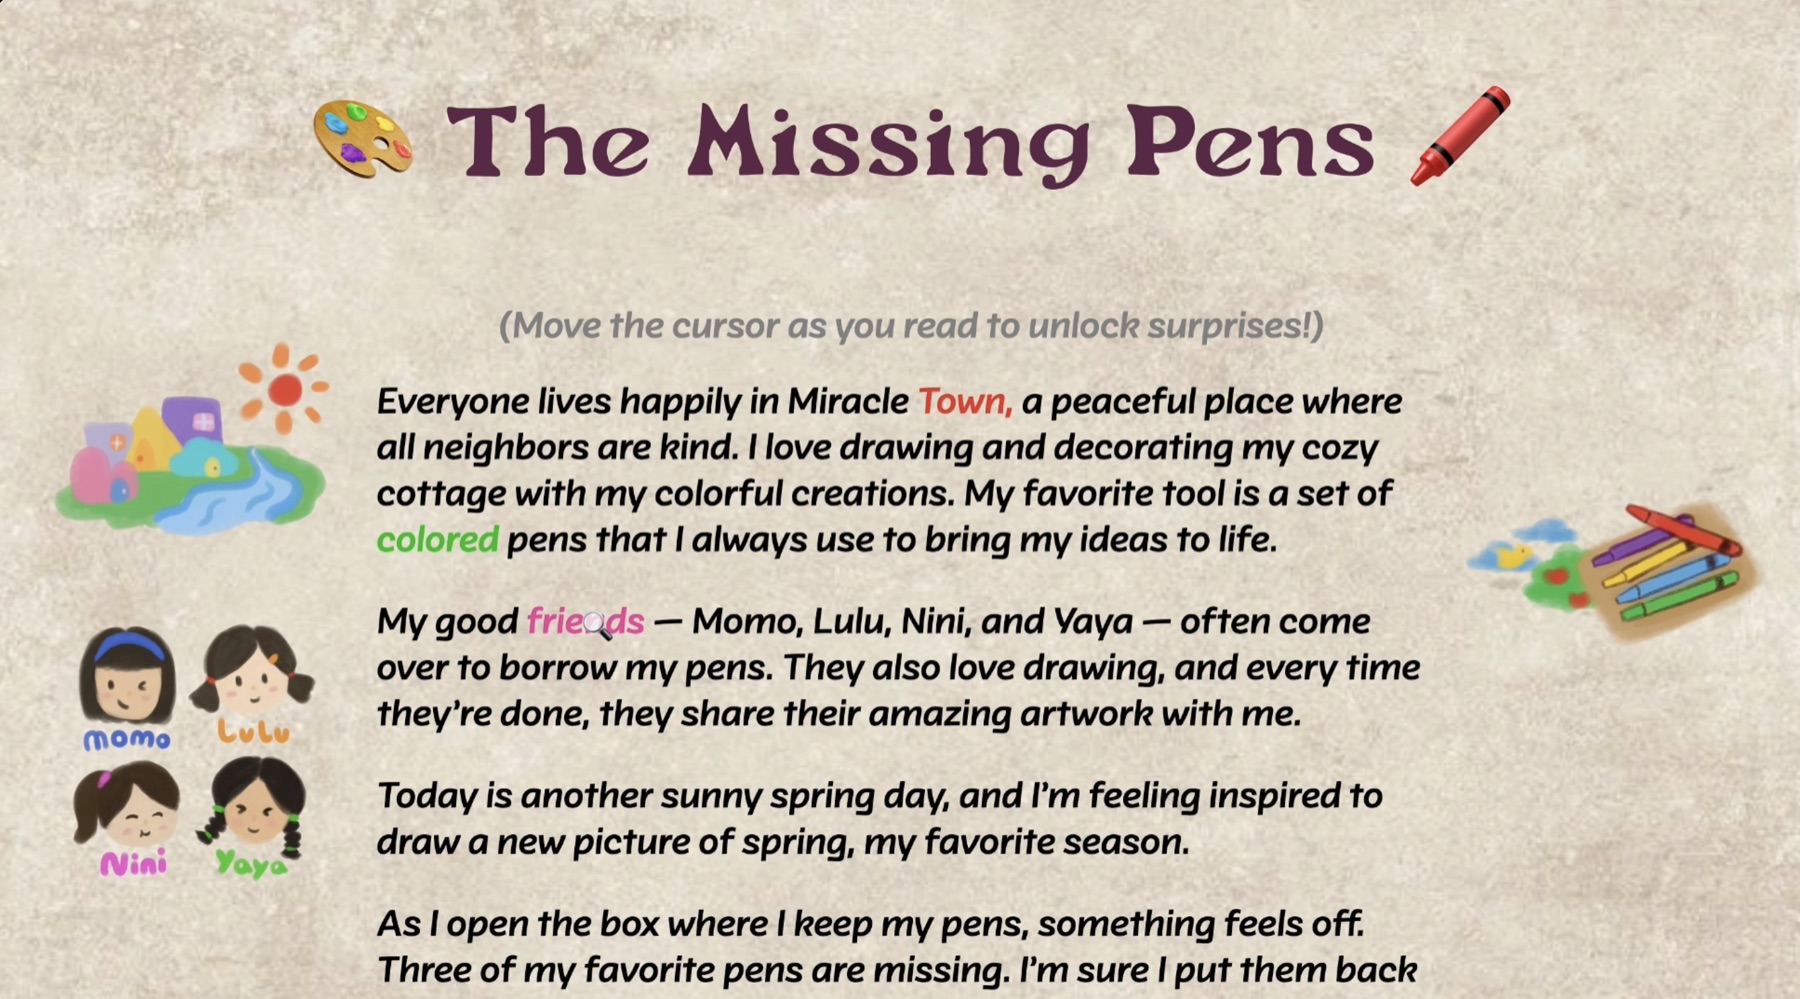 The Missing Pens
(Move the cursor as you read to unlock surprises!)
Everyone lives happily in Miracle Town, a peaceful place where
all neighbors are kind. I love drawing and decorating my cozy
cottage with my colorful creations. My favorite tool is a set of
colored pens that I always use to bring my ideas to life.
My good friends — Momo, Lulu, Nini, and Yaya — often come
over to borrow my pens. They also love drawing, and every time
they’re done, they share their amazing artwork with me.
momo
LuLu
Nini
Yaya
Today is another sunny spring day, and I’m feeling inspired to
draw a new picture of spring, my favorite season.
As I open the box where I keep my pens, something feels off.
Three of my favorite pens are missing. I’m sure I put them back